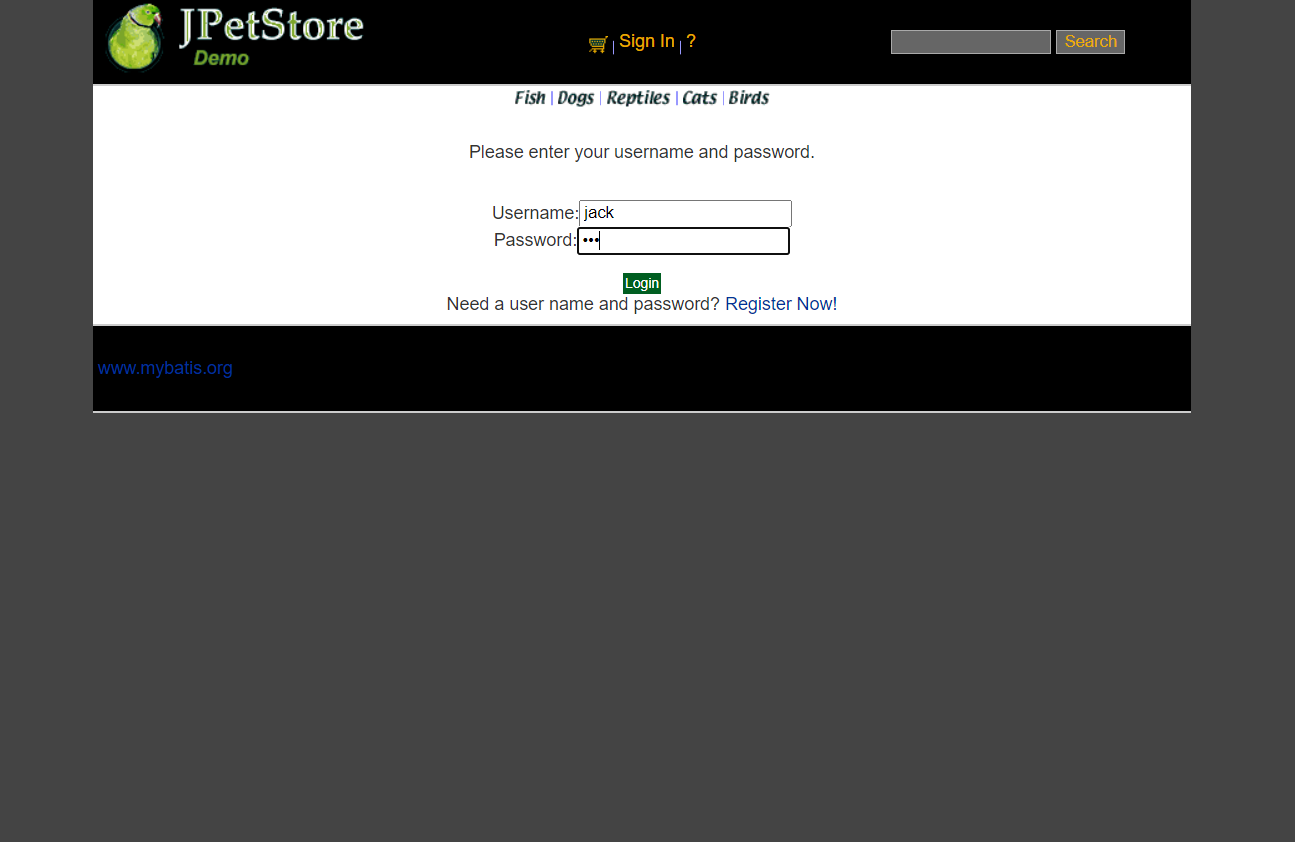 JPetStore
Demo
Sign In | ?
Search
Fish | Dogs | Reptiles | Cats | Birds
Please enter your username and password.
Username: jack
Password: •••
Login
Need a user name and password? Register Now!
www.mybatis.org